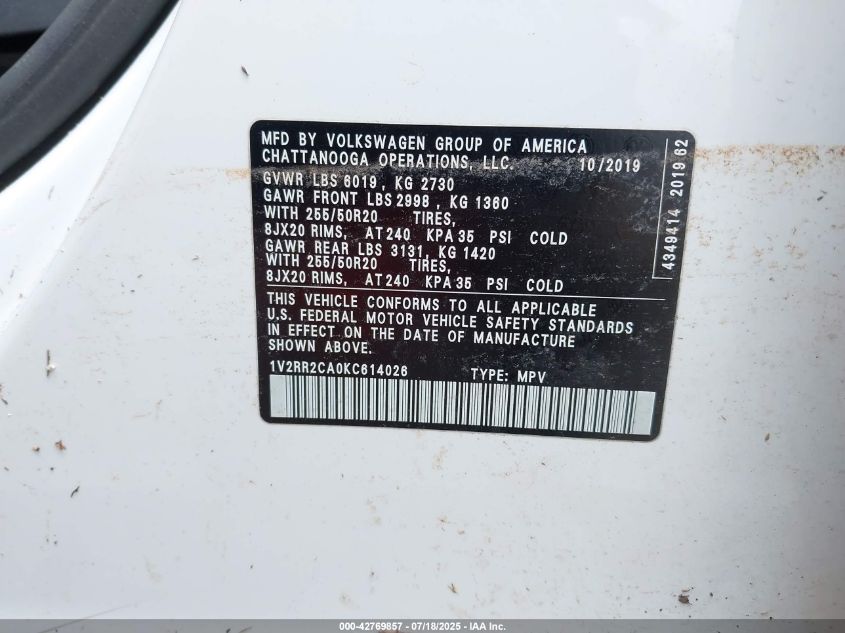 MFD BY VOLKSWAGEN GROUP OF AMERICA
CHATTANOOGA OPERATIONS, LLC. 10/2019
GVWR LBS 6019 , KG 2730
GAWR FRONT LBS 2998 , KG 1360
WITH 255/50R20 TIRES,
8JX20 RIMS, AT 240 KPA 35 PSI COLD
GAWR REAR LBS 3131, KG 1420
WITH 255/50R20 TIRES,
8JX20 RIMS, AT 240 KPA 35 PSI COLD
4349414 2019 62
THIS VEHICLE CONFORMS TO ALL APPLICABLE
U.S. FEDERAL MOTOR VEHICLE SAFETY STANDARDS
IN EFFECT ON THE DATE OF MANUFACTURE
SHOWN ABOVE.
1V2RR2CA0KC614026 TYPE: MPV
000-42769857 - 07/18/2025 - IAA Inc.